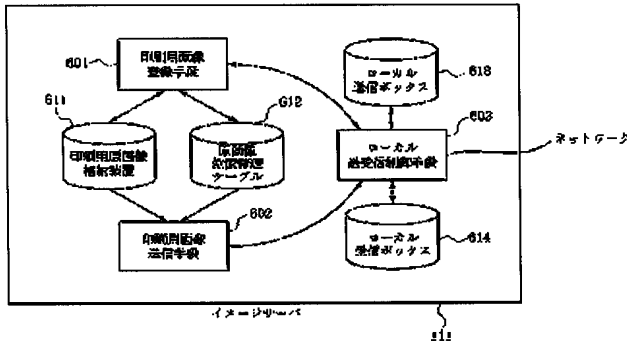 601
印刷用画像
登録手段
613
ローカル
送信ボックス
611
612
603
印刷用原画像
格納装置
原画像
管理テーブル
ローカル
送受信制御手段
ネットワーク
602
印刷用画像
送信手段
ローカル
受信ボックス
614
イメージサーバ